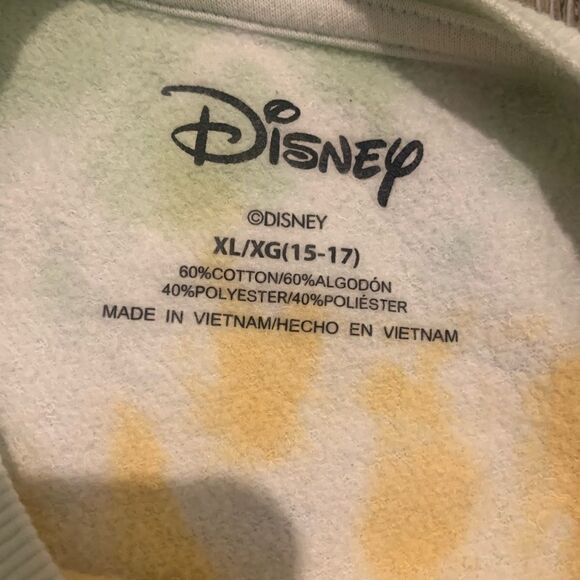 Disney
©DISNEY
XL/XG(15-17)
60%COTTON/60%ALGODÓN
40%POLYESTER/40%POLIÉSTER
MADE IN VIETNAM/HECHO EN VIETNAM